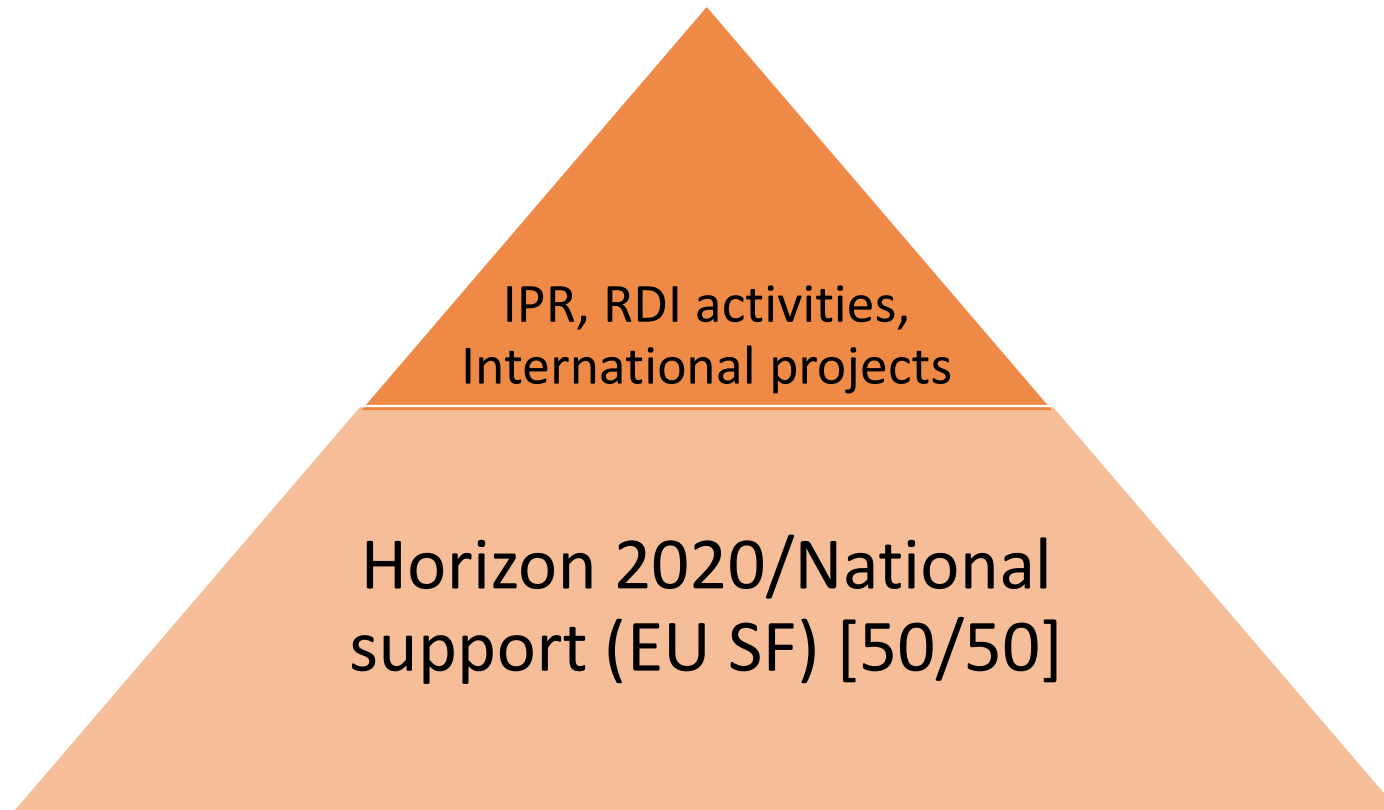 IPR, RDI activities,
International projects
Horizon 2020/National
support (EU SF) [50/50]